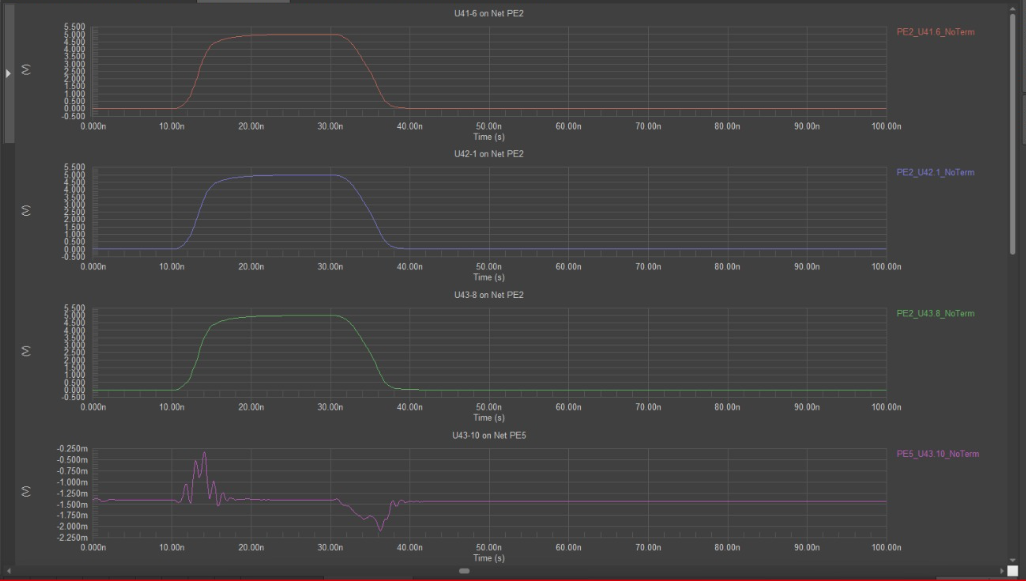 U41-6 on Net PE2
5.500
5.000
4.500
4.000
3.500
3.000
2.500
2.000
1.500
1.000
0.500
0.000
-0.500
(V)
PE2_U41.6_NoTerm
0.000n 10.00n 20.00n 30.00n 40.00n 50.00n 60.00n 70.00n 80.00n 90.00n 100.00n
Time (s)
U42-1 on Net PE2
5.500
5.000
4.500
4.000
3.500
3.000
2.500
2.000
1.500
1.000
0.500
0.000
-0.500
(V)
PE2_U42.1_NoTerm
0.000n 10.00n 20.00n 30.00n 40.00n 50.00n 60.00n 70.00n 80.00n 90.00n 100.00n
Time (s)
U43-8 on Net PE2
5.500
5.000
4.500
4.000
3.500
3.000
2.500
2.000
1.500
1.000
0.500
0.000
-0.500
(V)
PE2_U43.8_NoTerm
0.000n 10.00n 20.00n 30.00n 40.00n 50.00n 60.00n 70.00n 80.00n 90.00n 100.00n
Time (s)
U43-10 on Net PE5
-0.250m
-0.500m
-0.750m
-1.000m
-1.250m
-1.500m
-1.750m
-2.000m
-2.250m
(V)
PE5_U43.10_NoTerm
0.000n 10.00n 20.00n 30.00n 40.00n 50.00n 60.00n 70.00n 80.00n 90.00n 100.00n
Time (s)